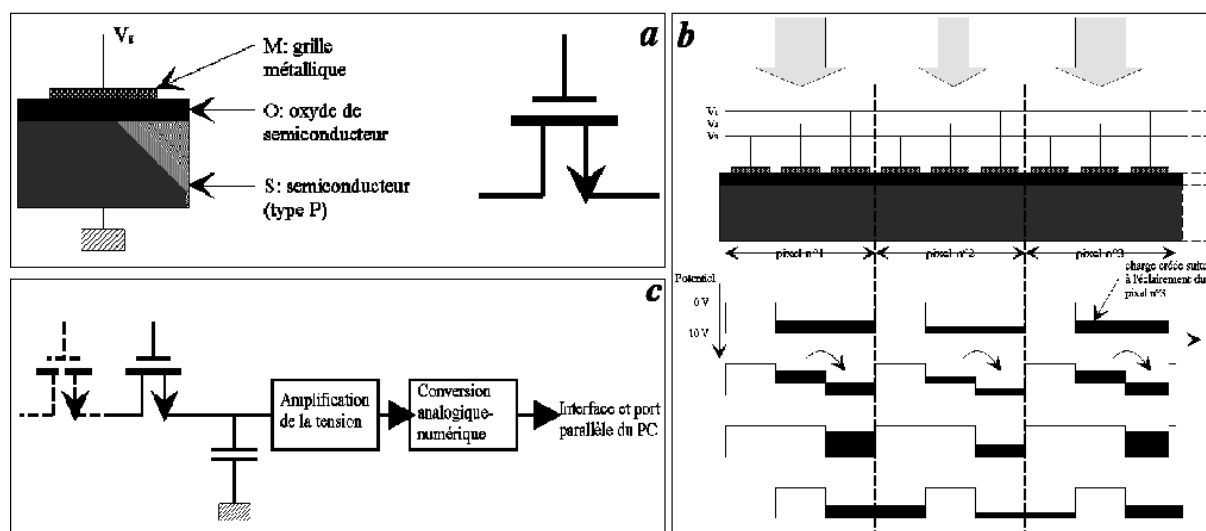 Vg
a
M: grille
métallique
O: oxyde de
semiconducteur
S: semiconducteur
(type P)
b
V1
V2
V3
pixel n°1
pixel n°2
pixel n°3
charge créée suite
à l'éclairement du
pixel n°3
Potentiel
0 V
10 V
c
Amplification
de la tension
Conversion
analogique-
numérique
Interface et port
parallèle du PC